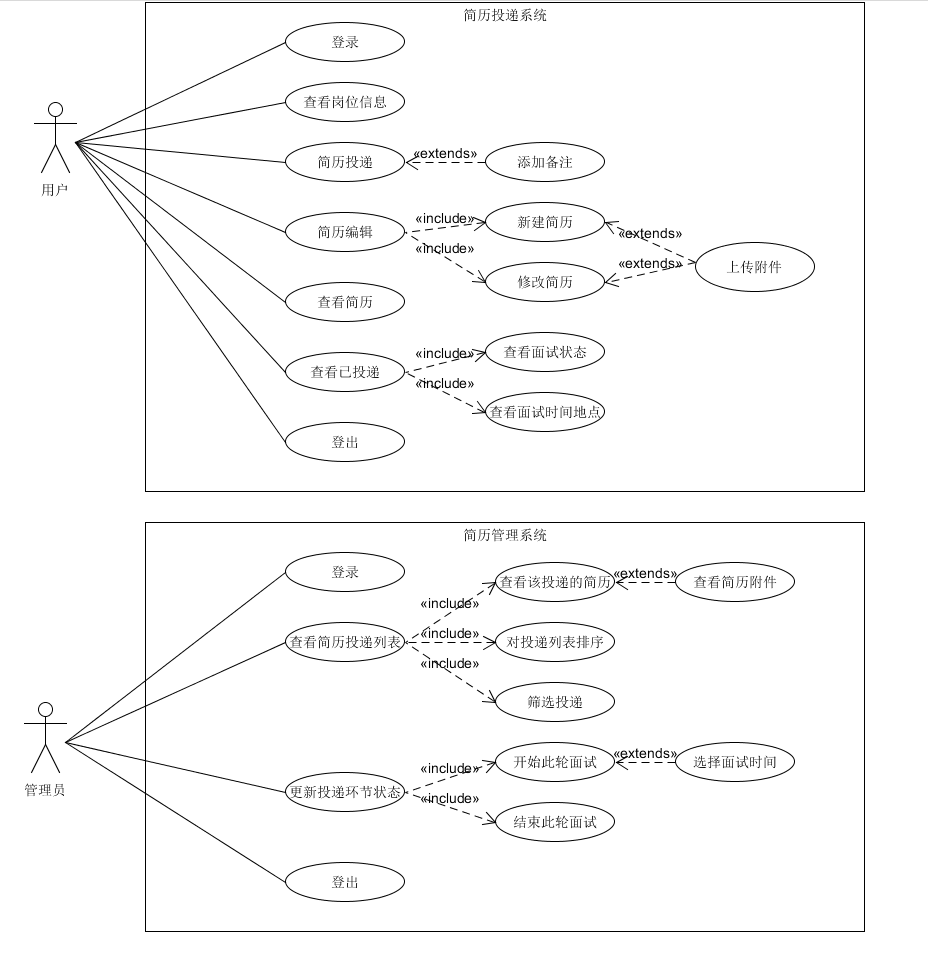 简历投递系统
登录
查看岗位信息
简历投递
«extends»
添加备注
用户
简历编辑
«include»
新建简历
«include»
«extends»
上传附件
«extends»
修改简历
查看简历
查看已投递
«include»
查看面试状态
«include»
查看面试时间地点
登出
简历管理系统
登录
查看该投递的简历
«extends»
查看简历附件
«include»
查看简历投递列表
«include»
对投递列表排序
«include»
筛选投递
管理员
更新投递环节状态
«include»
开始此轮面试
«extends»
选择面试时间
«include»
结束此轮面试
登出